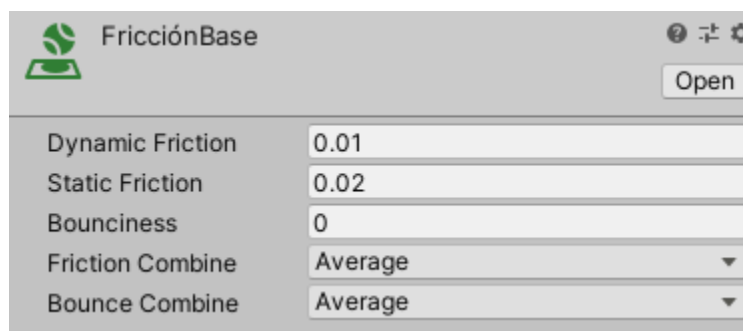 FricciónBase
Open
Dynamic Friction 0.01
Static Friction 0.02
Bounciness 0
Friction Combine Average
Bounce Combine Average